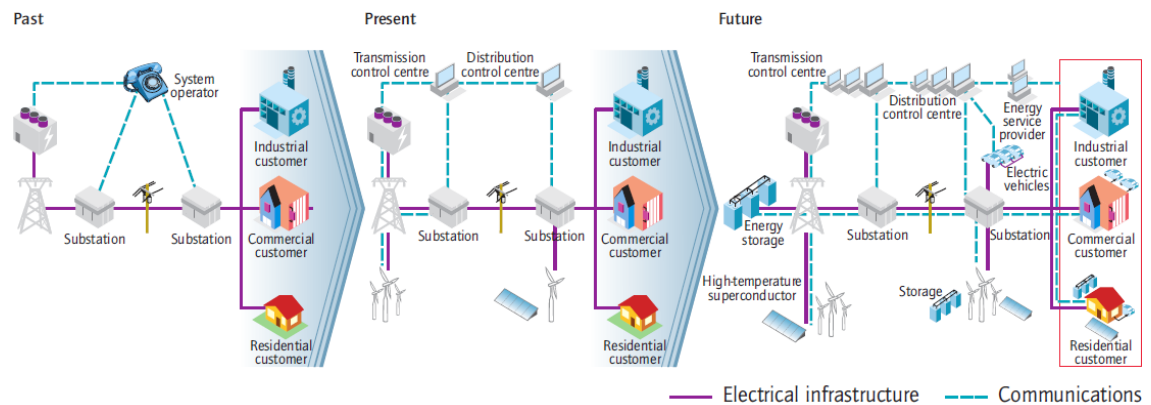 Past
Present
Future
System
operator
Industrial
customer
Substation
Substation
Commercial
customer
Residential
customer
Transmission
control centre
Distribution
control centre
Industrial
customer
Substation
Substation
Commercial
customer
Residential
customer
Transmission
control centre
Distribution
control centre
Energy
service
provider
Industrial
customer
Electric
vehicles
Energy
storage
Substation
Substation
Commercial
customer
High-temperature
superconductor
Storage
Residential
customer
Electrical infrastructure
Communications